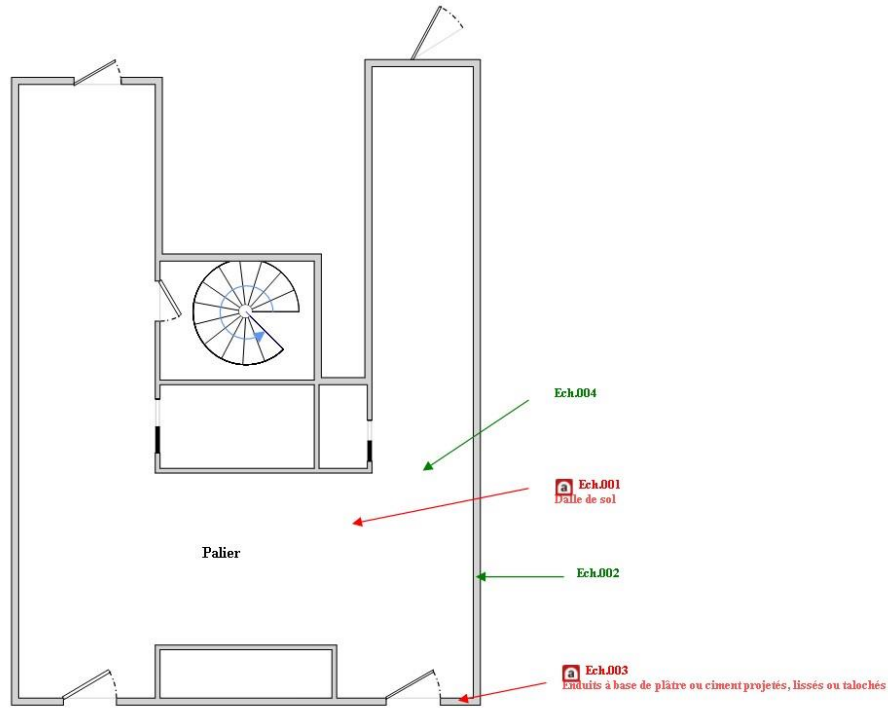 Ech.004
a Ech.001
Dalle de sol
Palier
Ech.002
a Ech.003
Enduits à base de plâtre ou ciment projetés, lissés ou talochés